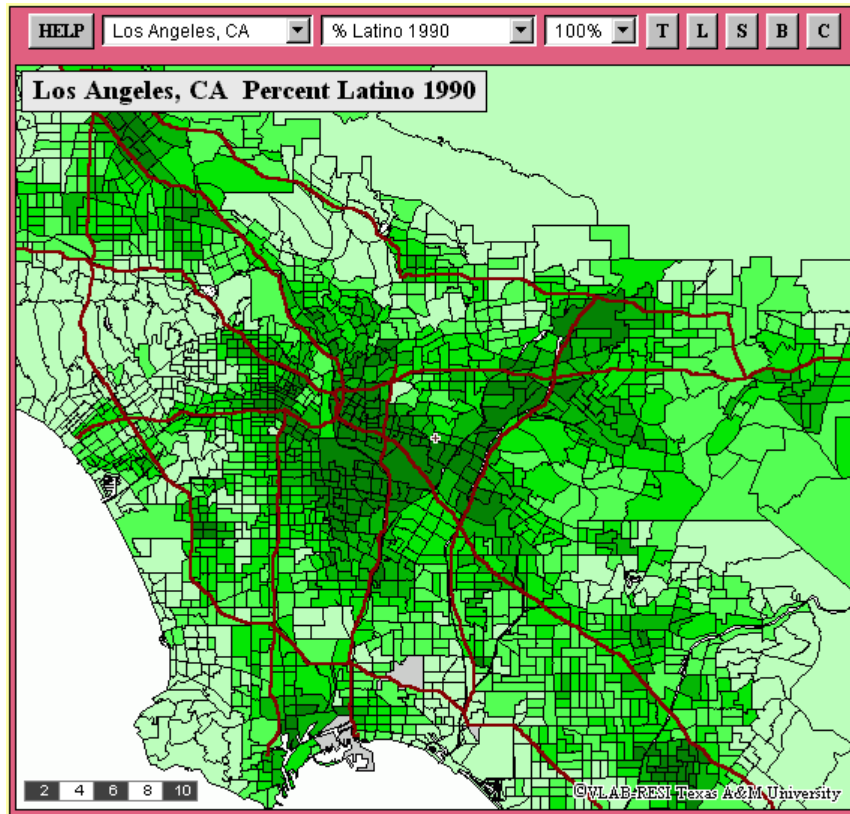 HELP Los Angeles, CA % Latino 1990 100% T L S B C
Los Angeles, CA Percent Latino 1990
2 4 6 8 10
©VLAB-RESI Texas A&M University